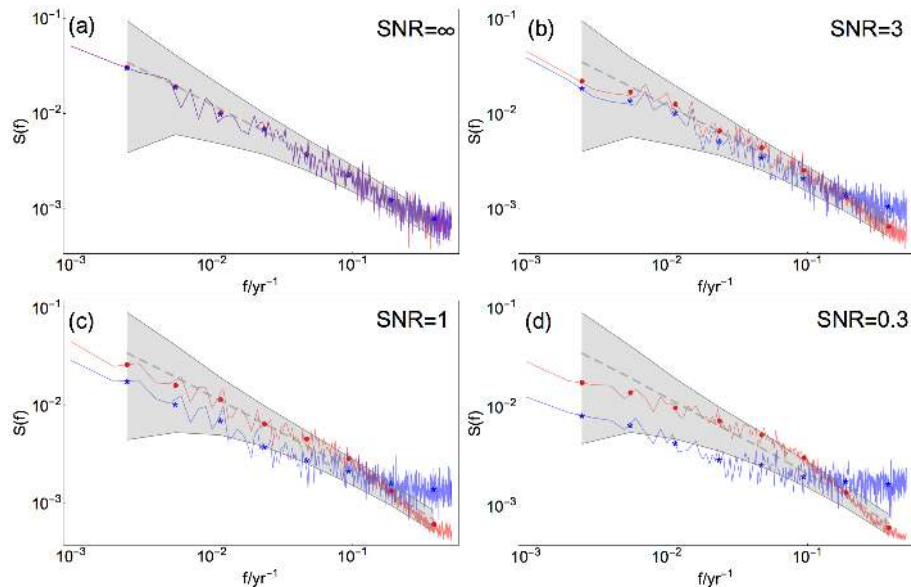 (a) SNR=∞
10⁻¹
10⁻²
10⁻³
S(f)
10⁻³ 10⁻² 10⁻¹
f/yr⁻¹
(b) SNR=3
10⁻¹
10⁻²
10⁻³
S(f)
10⁻³ 10⁻² 10⁻¹
f/yr⁻¹
(c) SNR=1
10⁻¹
10⁻²
10⁻³
S(f)
10⁻³ 10⁻² 10⁻¹
f/yr⁻¹
(d) SNR=0.3
10⁻¹
10⁻²
10⁻³
S(f)
10⁻³ 10⁻² 10⁻¹
f/yr⁻¹